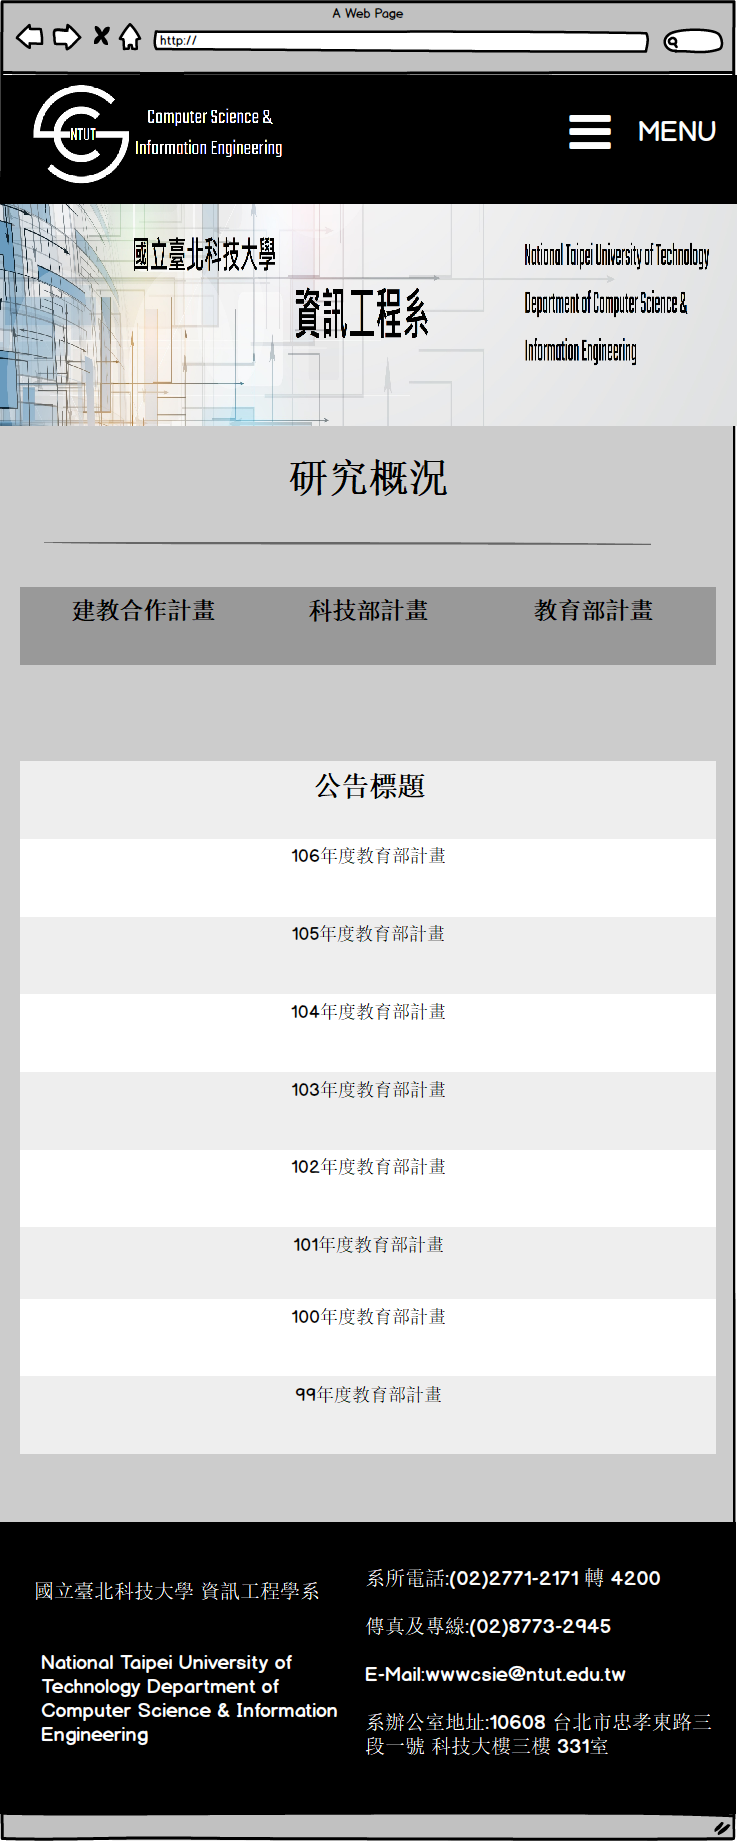 A Web Page
http://
NTUT
Computer Science &
Information Engineering
MENU
國立臺北科技大學
資訊工程系
National Taipei University of Technology
Department of Computer Science &
Information Engineering
研究概況
建教合作計畫 科技部計畫 教育部計畫
公告標題
106年度教育部計畫
105年度教育部計畫
104年度教育部計畫
103年度教育部計畫
102年度教育部計畫
101年度教育部計畫
100年度教育部計畫
99年度教育部計畫
國立臺北科技大學 資訊工程學系
National Taipei University of
Technology Department of
Computer Science & Information
Engineering
系所電話:(02)2771-2171 轉 4200
傳真及專線:(02)8773-2945
E-Mail:wwwcsie@ntut.edu.tw
系辦公室地址:10608 台北市忠孝東路三
段一號 科技大樓三樓 331室